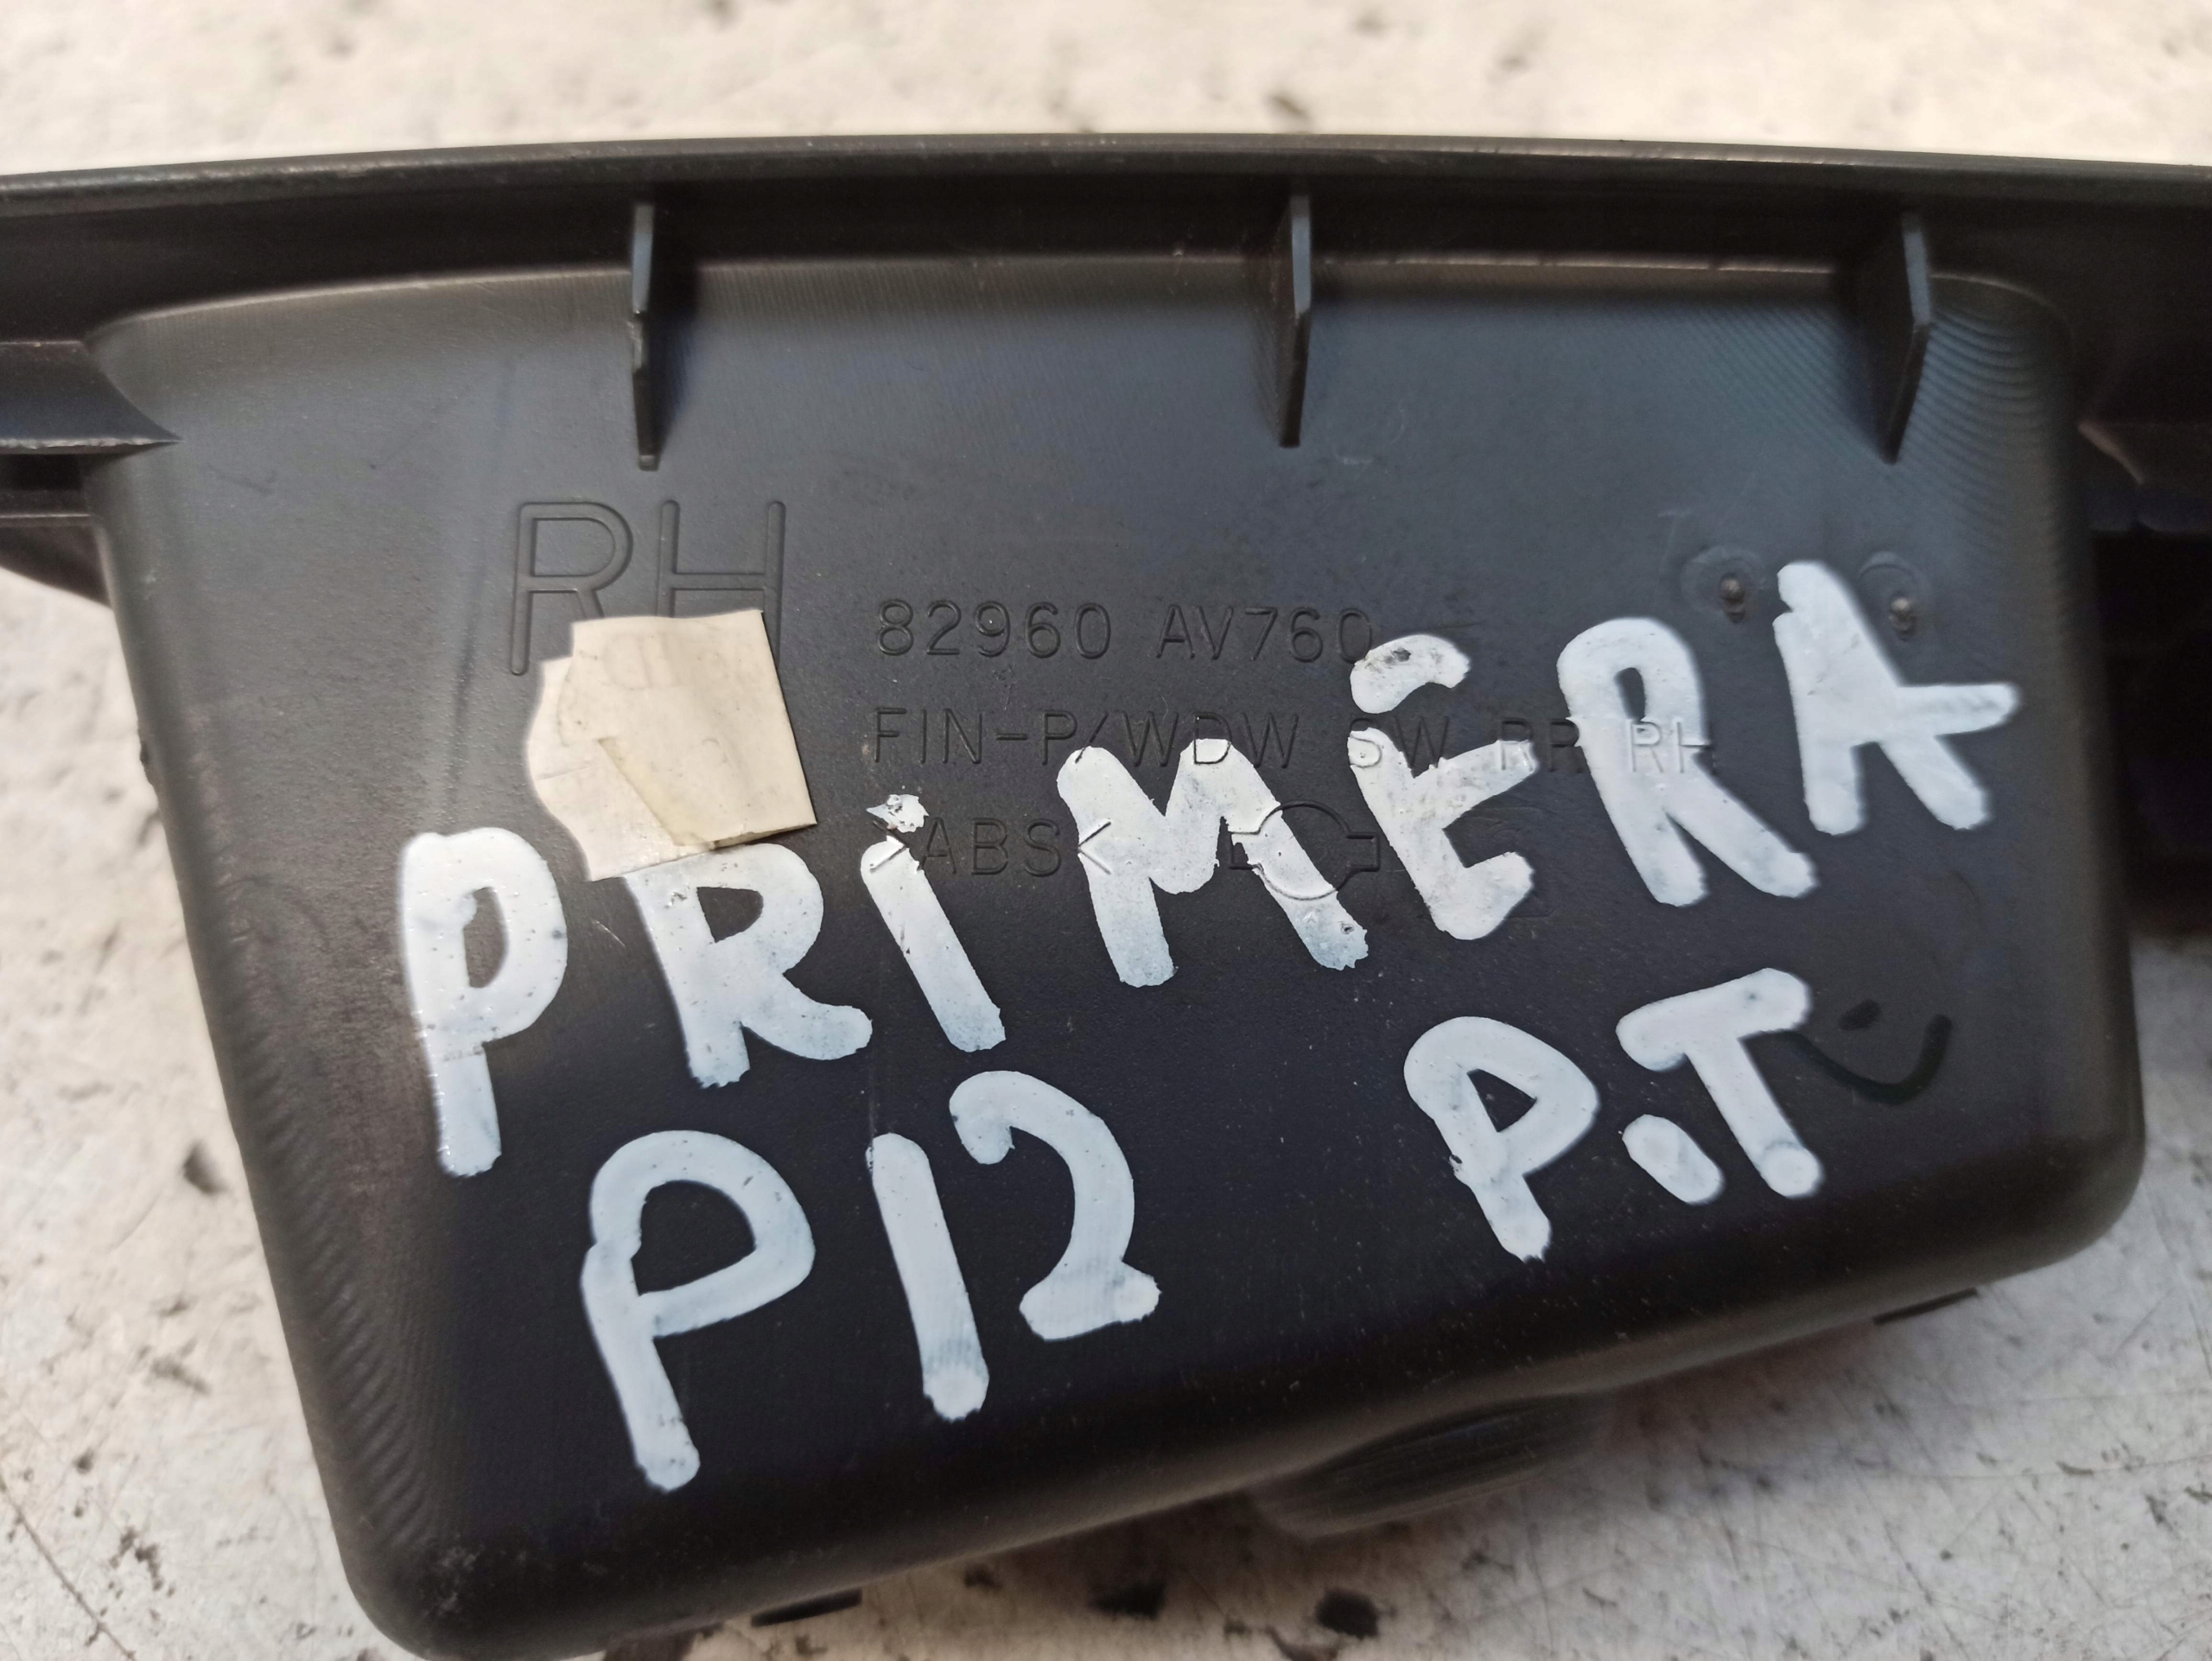 RH
82960 AV760
FIN-P/WDW SW RR RH
>ABS<
PRIMERA
P12 P.T